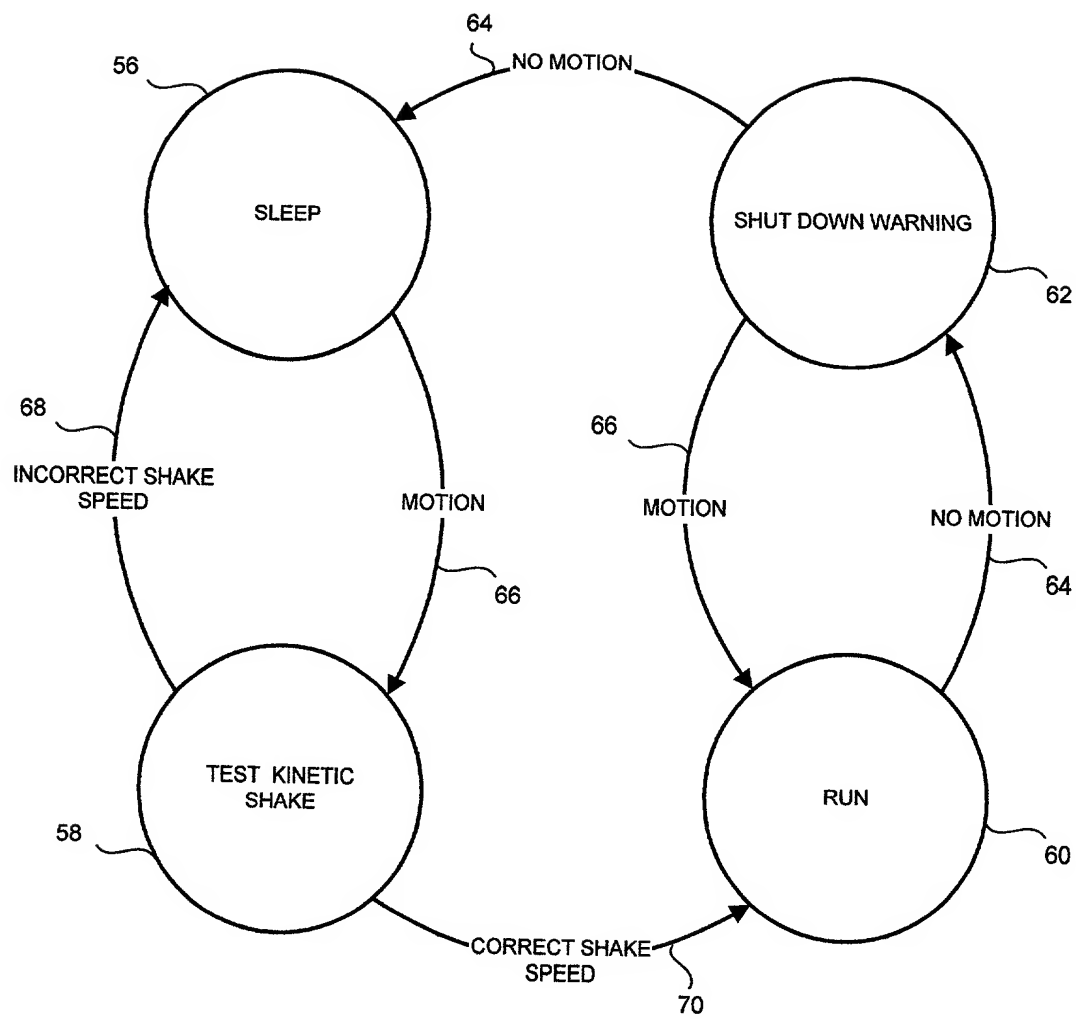 64
NO MOTION
56
SLEEP
SHUT DOWN WARNING
62
68
66
INCORRECT SHAKE
SPEED
MOTION
MOTION
NO MOTION
66
64
TEST KINETIC
SHAKE
RUN
58
60
CORRECT SHAKE
SPEED
70